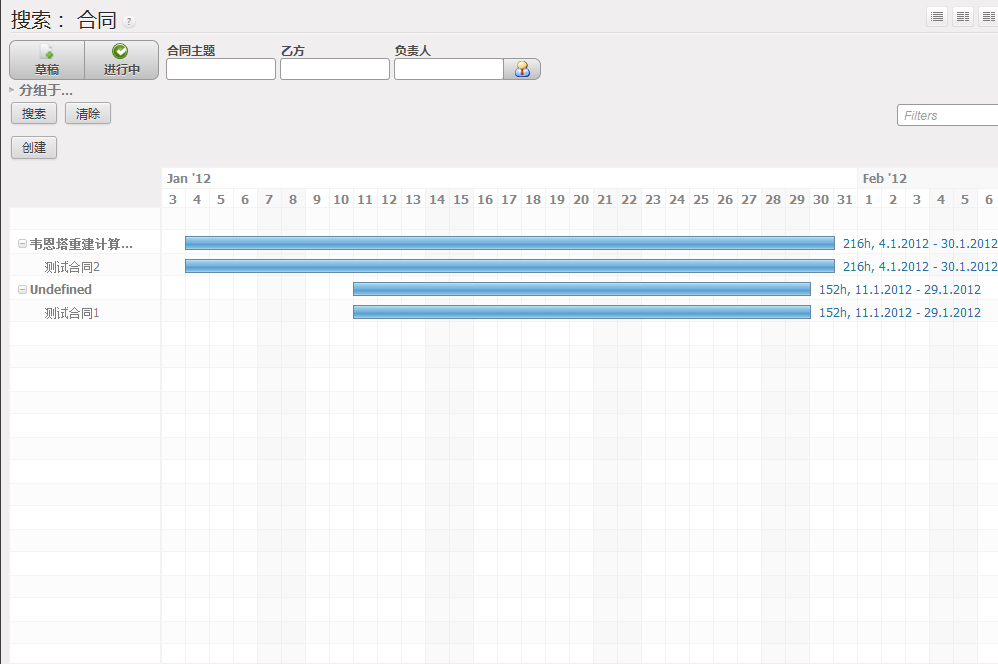 搜索： 合同 ?
草稿 进行中 合同主题 乙方 负责人
分组于...
搜索 清除 Filters
创建
Jan '12 Feb '12
3 4 5 6 7 8 9 10 11 12 13 14 15 16 17 18 19 20 21 22 23 24 25 26 27 28 29 30 31 1 2 3 4 5 6
韦恩塔重建计算... 216h, 4.1.2012 - 30.1.2012
测试合同2 216h, 4.1.2012 - 30.1.2012
Undefined 152h, 11.1.2012 - 29.1.2012
测试合同1 152h, 11.1.2012 - 29.1.2012